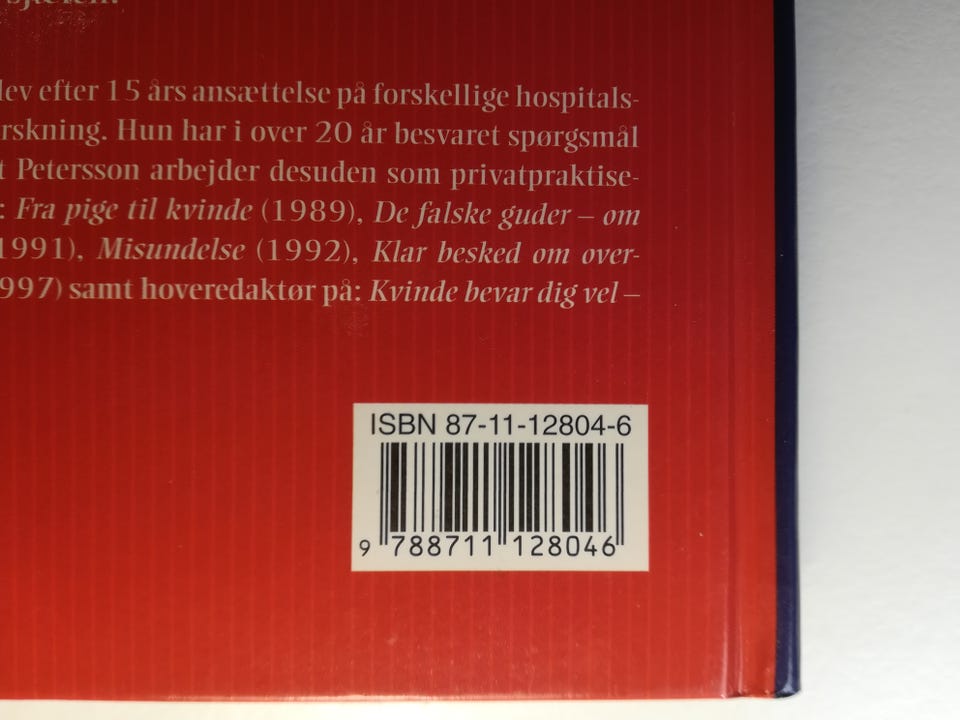 lev efter 15 års ansættelse på forskellige hospitals-
rskning. Hun har i over 20 år besvaret spørgsmål
t Petersson arbejder desuden som privatpraktise-
: Fra pige til kvinde (1989), De falske guder – om
1991), Misundelse (1992), Klar besked om over-
997) samt hoveredaktør på: Kvinde bevar dig vel –
ISBN 87-11-12804-6
9 788711 128046